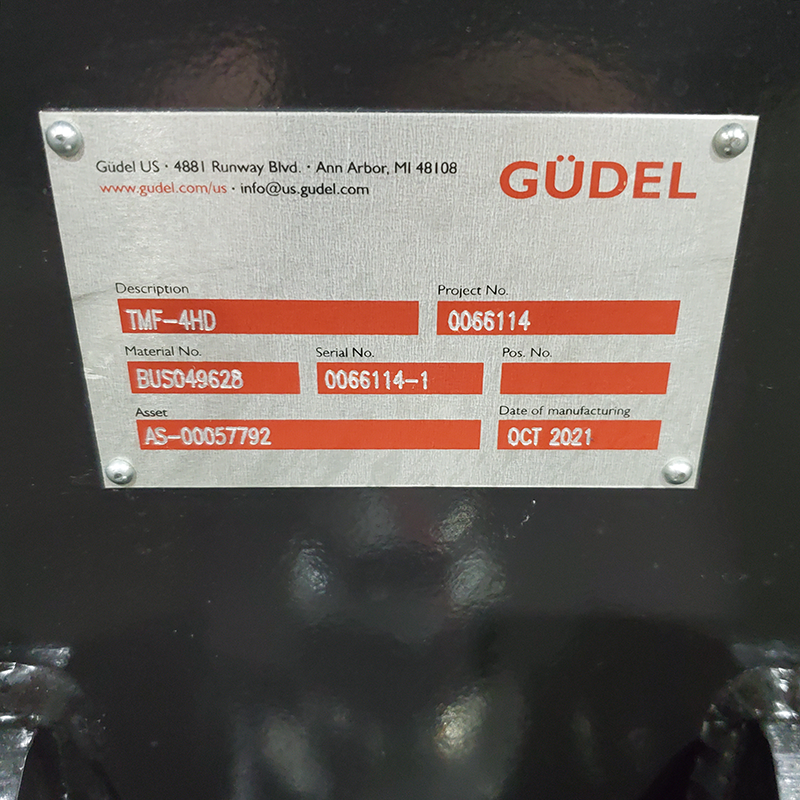 Güdel US · 4881 Runway Blvd. · Ann Arbor, MI 48108
www.gudel.com/us · info@us.gudel.com
GÜDEL
Description
TMF-4HD
Project No.
0066114
Material No.
BUS049628
Serial No.
0066114-1
Pos. No.
Asset
AS-00057792
Date of manufacturing
OCT 2021